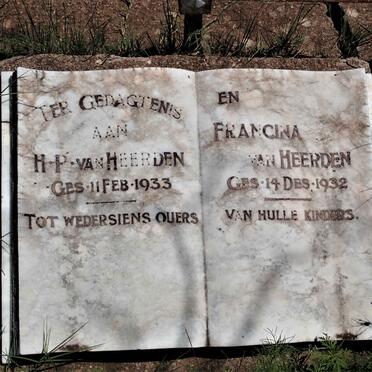 TER GEDAGTENIS
AAN
H·P·VAN HEERDEN
GES·11 FEB·1933
TOT WEDERSIENS OUERS
EN
FRANCINA
VAN HEERDEN
GES·14 DES·1932
VAN HULLE KINDERS.